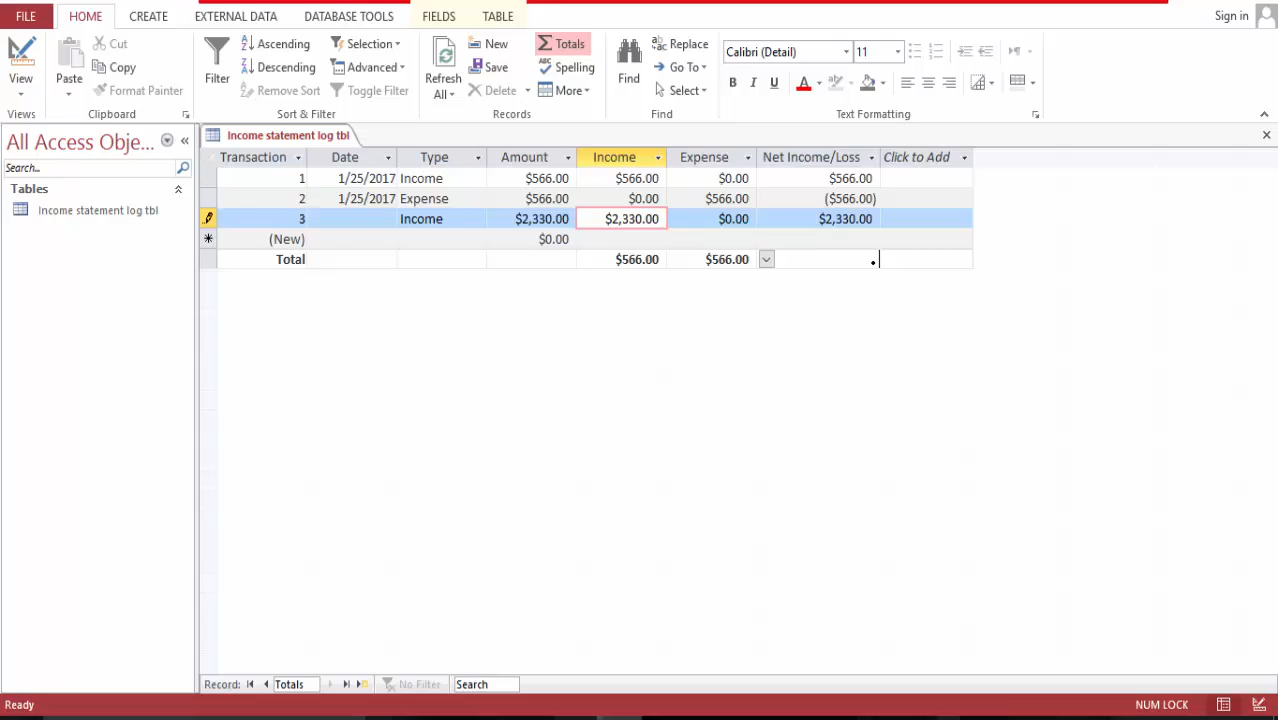 FILE HOME CREATE EXTERNAL DATA DATABASE TOOLS FIELDS TABLE Sign in
View
Views
Paste
Cut
Copy
Format Painter
Clipboard
Filter
Ascending
Descending
Remove Sort
Selection
Advanced
Toggle Filter
Sort & Filter
Refresh
All
New
Save
Delete
Totals
Spelling
More
Records
Find
Replace
Go To
Select
Find
Calibri (Detail) 11
B I U A
Text Formatting
All Access Obje...
Search...
Tables
Income statement log tbl
Income statement log tbl
Transaction Date Type Amount Income Expense Net Income/Loss Click to Add
1 1/25/2017 Income $566.00 $566.00 $0.00 $566.00
2 1/25/2017 Expense $566.00 $0.00 $566.00 ($566.00)
3 Income $2,330.00 $2,330.00 $0.00 $2,330.00
(New) $0.00
Total $566.00 $566.00
Record: Totals No Filter Search
Ready NUM LOCK